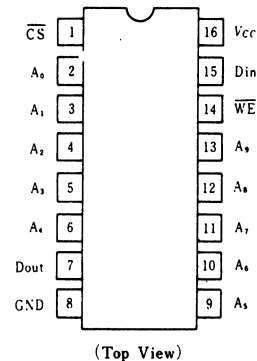 CS 1 16 Vcc
A₀ 2 15 Din
A₁ 3 14 WE
A₂ 4 13 A₉
A₃ 5 12 A₈
A₄ 6 11 A₇
Dout 7 10 A₆
GND 8 9 A₅
(Top View)